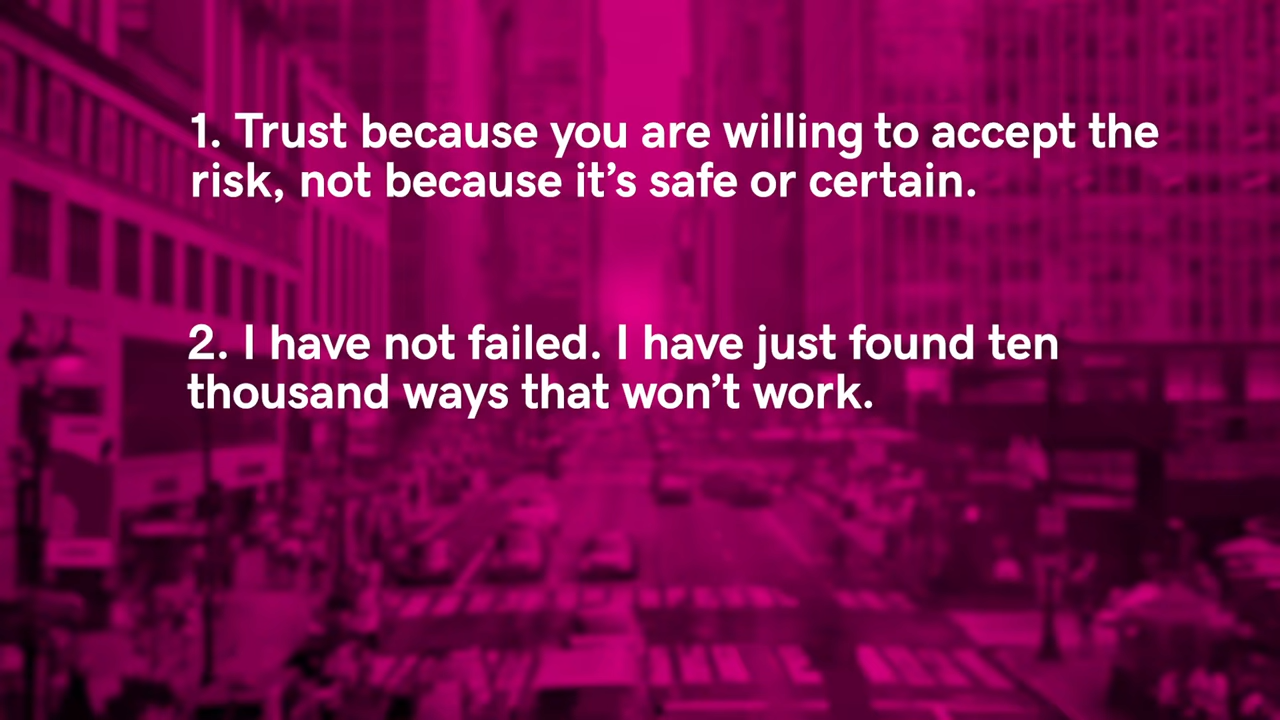 1. Trust because you are willing to accept the
risk, not because it’s safe or certain.
2. I have not failed. I have just found ten
thousand ways that won’t work.